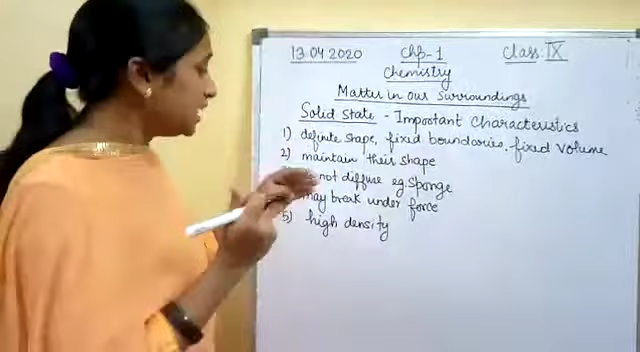 13.04.2020 Chp-1 Class: IX
Chemistry
Matter in our Surroundings
Solid State - Important Characteristics
1) definite shape, fixed boundaries, fixed volume
2) maintain their shape
not diffuse eg. Sponge
may break under force
5) high density